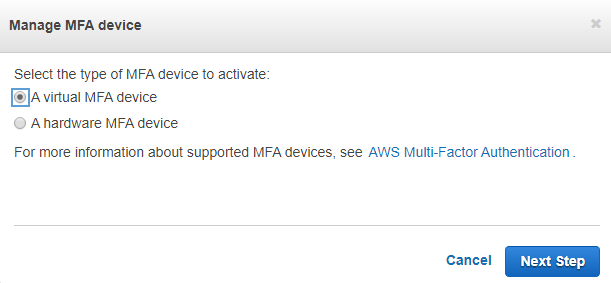 Manage MFA device
Select the type of MFA device to activate:
A virtual MFA device
A hardware MFA device
For more information about supported MFA devices, see AWS Multi-Factor Authentication .
Cancel Next Step